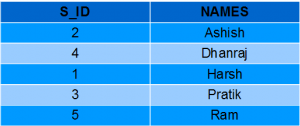 S_ID NAMES
2 Ashish
4 Dhanraj
1 Harsh
3 Pratik
5 Ram